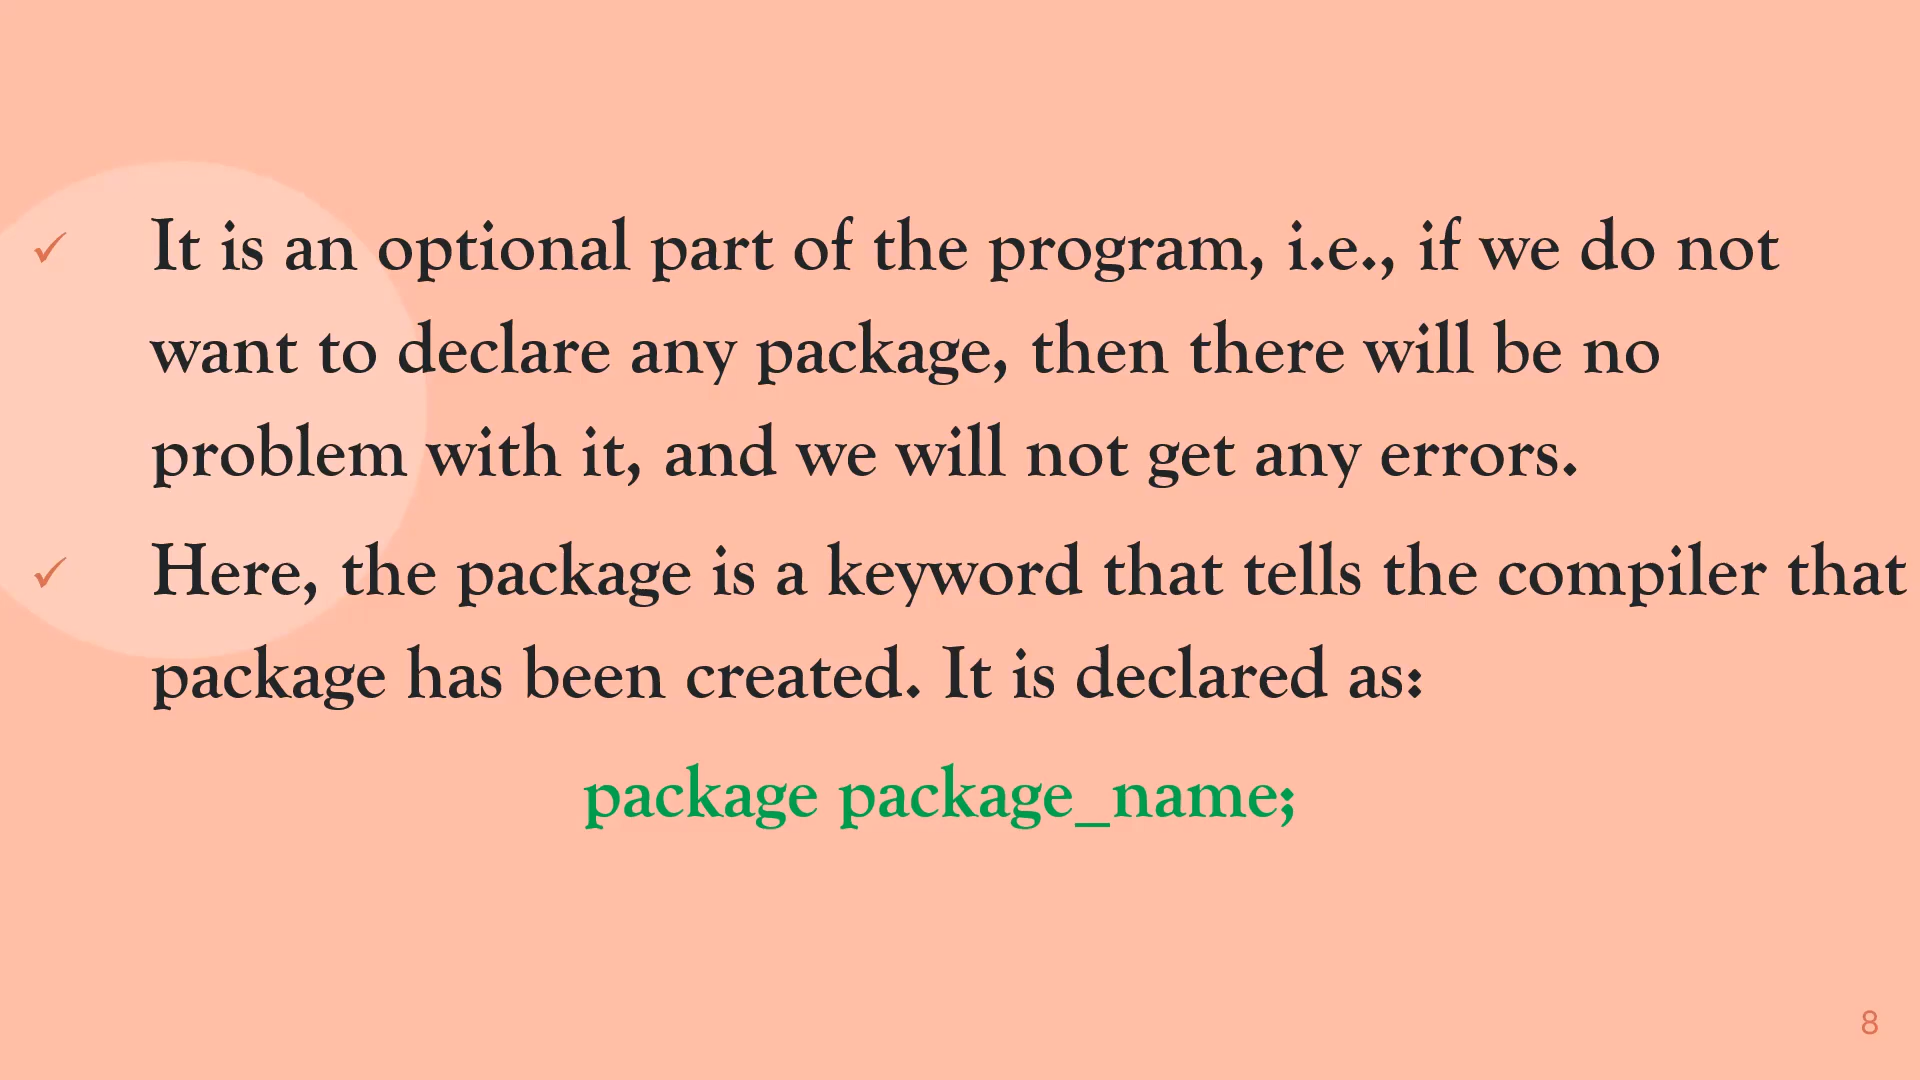 ✓ It is an optional part of the program, i.e., if we do not
want to declare any package, then there will be no
problem with it, and we will not get any errors.
✓ Here, the package is a keyword that tells the compiler that
package has been created. It is declared as:
package package_name;
8